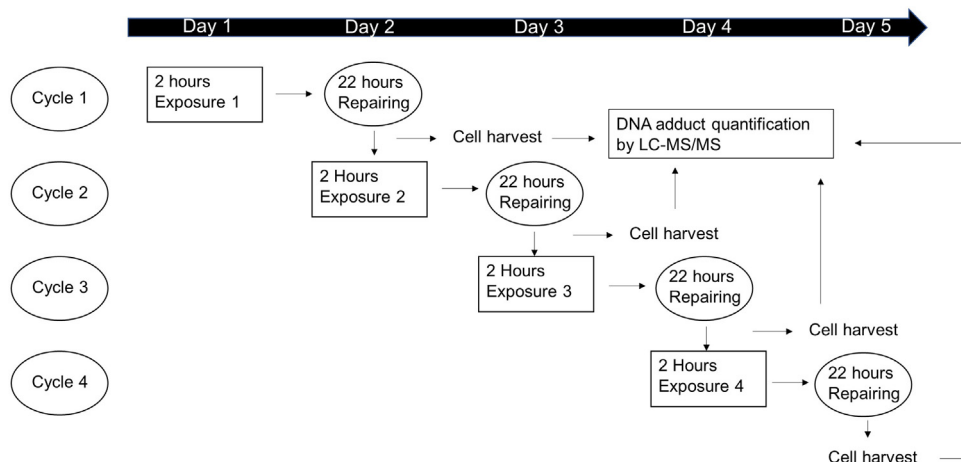 Day 1 Day 2 Day 3 Day 4 Day 5
Cycle 1
2 hours
Exposure 1
22 hours
Repairing
Cell harvest
DNA adduct quantification
by LC-MS/MS
Cycle 2
2 Hours
Exposure 2
22 hours
Repairing
Cell harvest
Cycle 3
2 Hours
Exposure 3
22 hours
Repairing
Cell harvest
Cycle 4
2 Hours
Exposure 4
22 hours
Repairing
Cell harvest